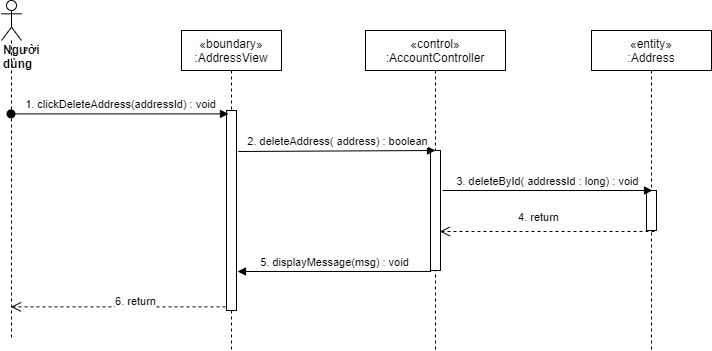 Người
dùng
«boundary»
:AddressView
«control»
:AccountController
«entity»
:Address
1. clickDeleteAddress(addressId) : void
2. deleteAddress( address) : boolean
3. deleteById( addressId : long) : void
4. return
5. displayMessage(msg) : void
6. return